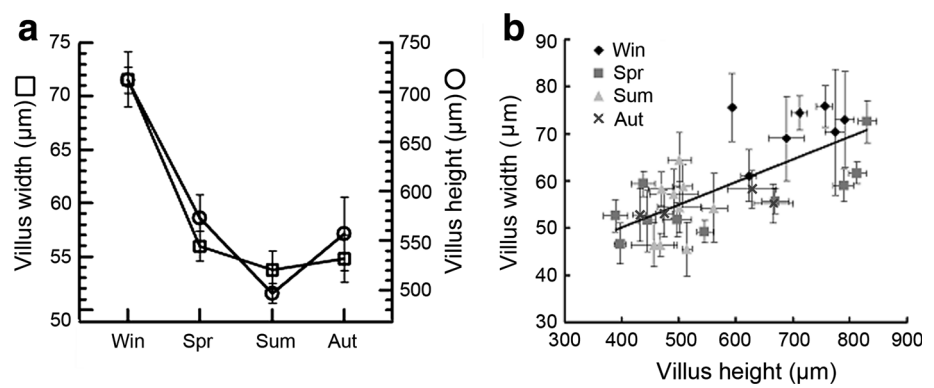 a
Villus width (μm)
75
70
65
60
55
50
Win Spr Sum Aut
750
700
650
600
550
500
Villus height (μm)
b
Villus width (μm)
90
80
70
60
50
40
30
Win
Spr
Sum
Aut
300 400 500 600 700 800 900
Villus height (μm)